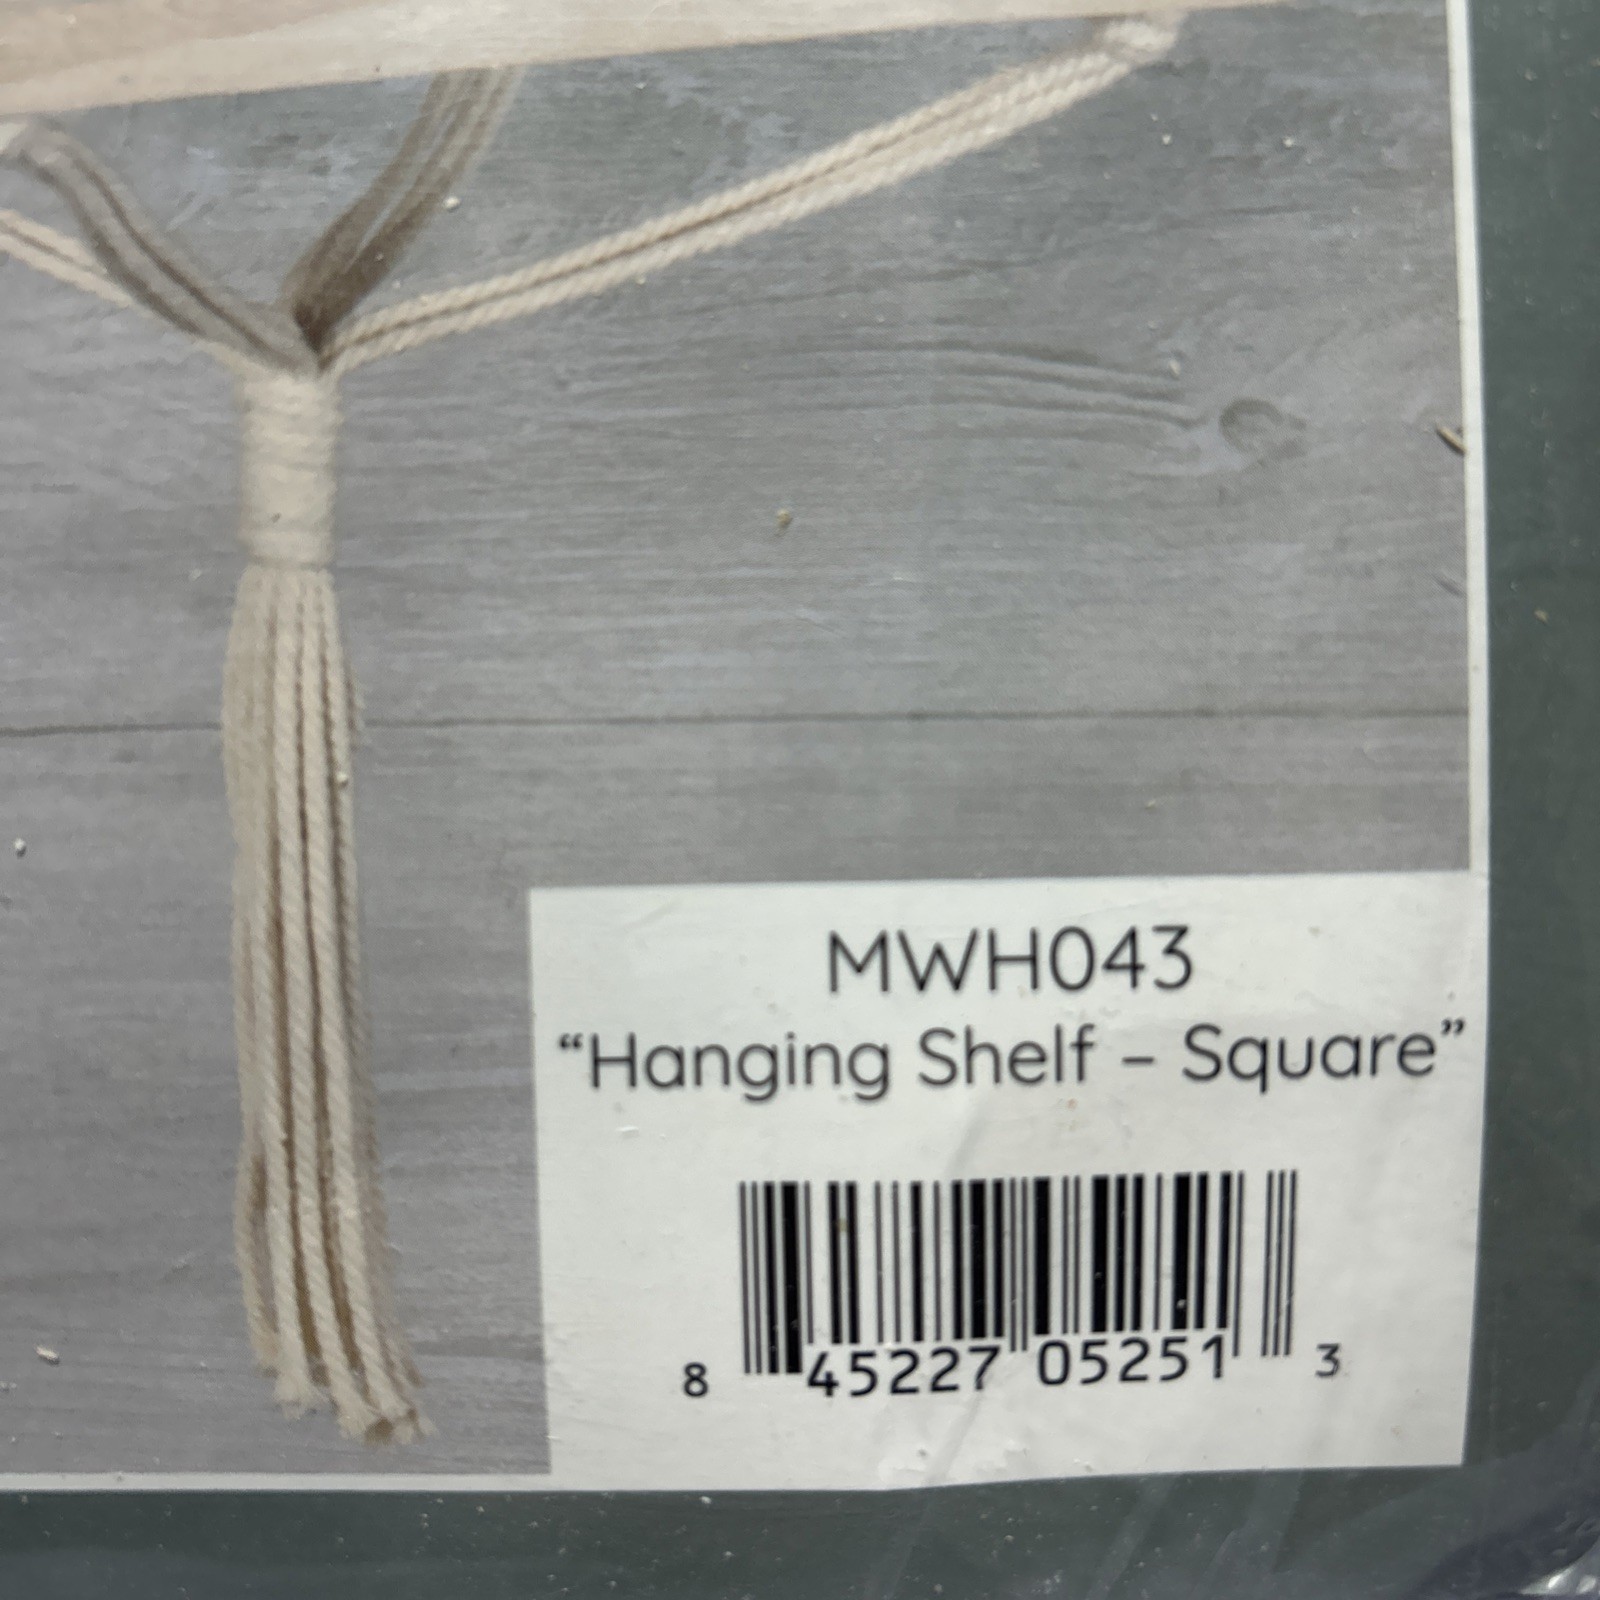 MWH043
“Hanging Shelf – Square”
8 45227 05251 3